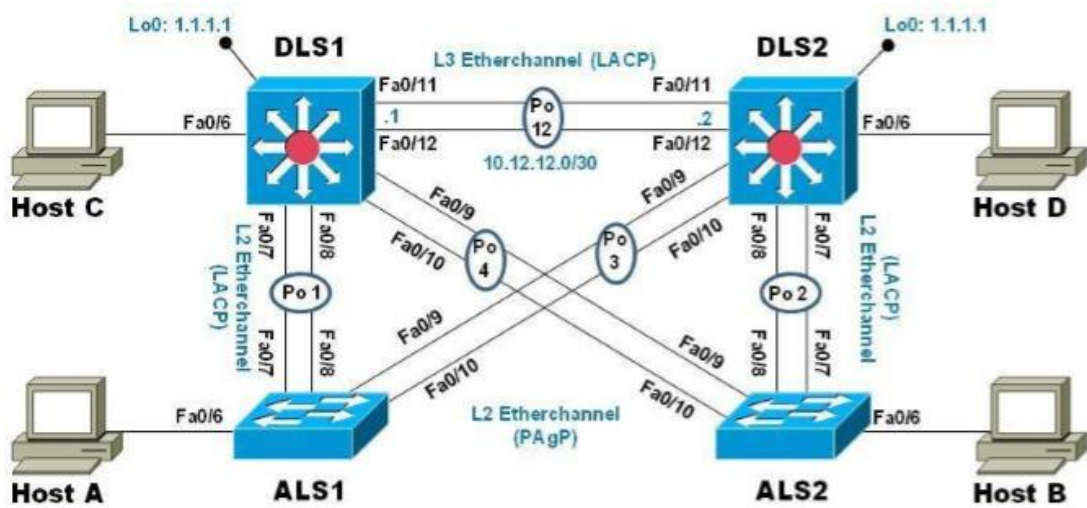 Lo0: 1.1.1.1
Lo0: 1.1.1.1
DLS1
DLS2
L3 Etherchannel (LACP)
Fa0/11
Fa0/11
Fa0/6
.1
Po
12
.2
Fa0/6
Fa0/12
Fa0/12
10.12.12.0/30
Host C
Host D
Fa0/7
Fa0/8
Fa0/9
Fa0/10
Fa0/9
Fa0/10
Fa0/8
Fa0/7
Po
4
Po
3
L2 Etherchannel
(LACP)
Po 1
Po 2
(LACP)
L2 Etherchannel
Fa0/7
Fa0/8
Fa0/9
Fa0/10
Fa0/9
Fa0/10
Fa0/8
Fa0/7
L2 Etherchannel
(PAgP)
Fa0/6
Fa0/6
Host A
ALS1
ALS2
Host B